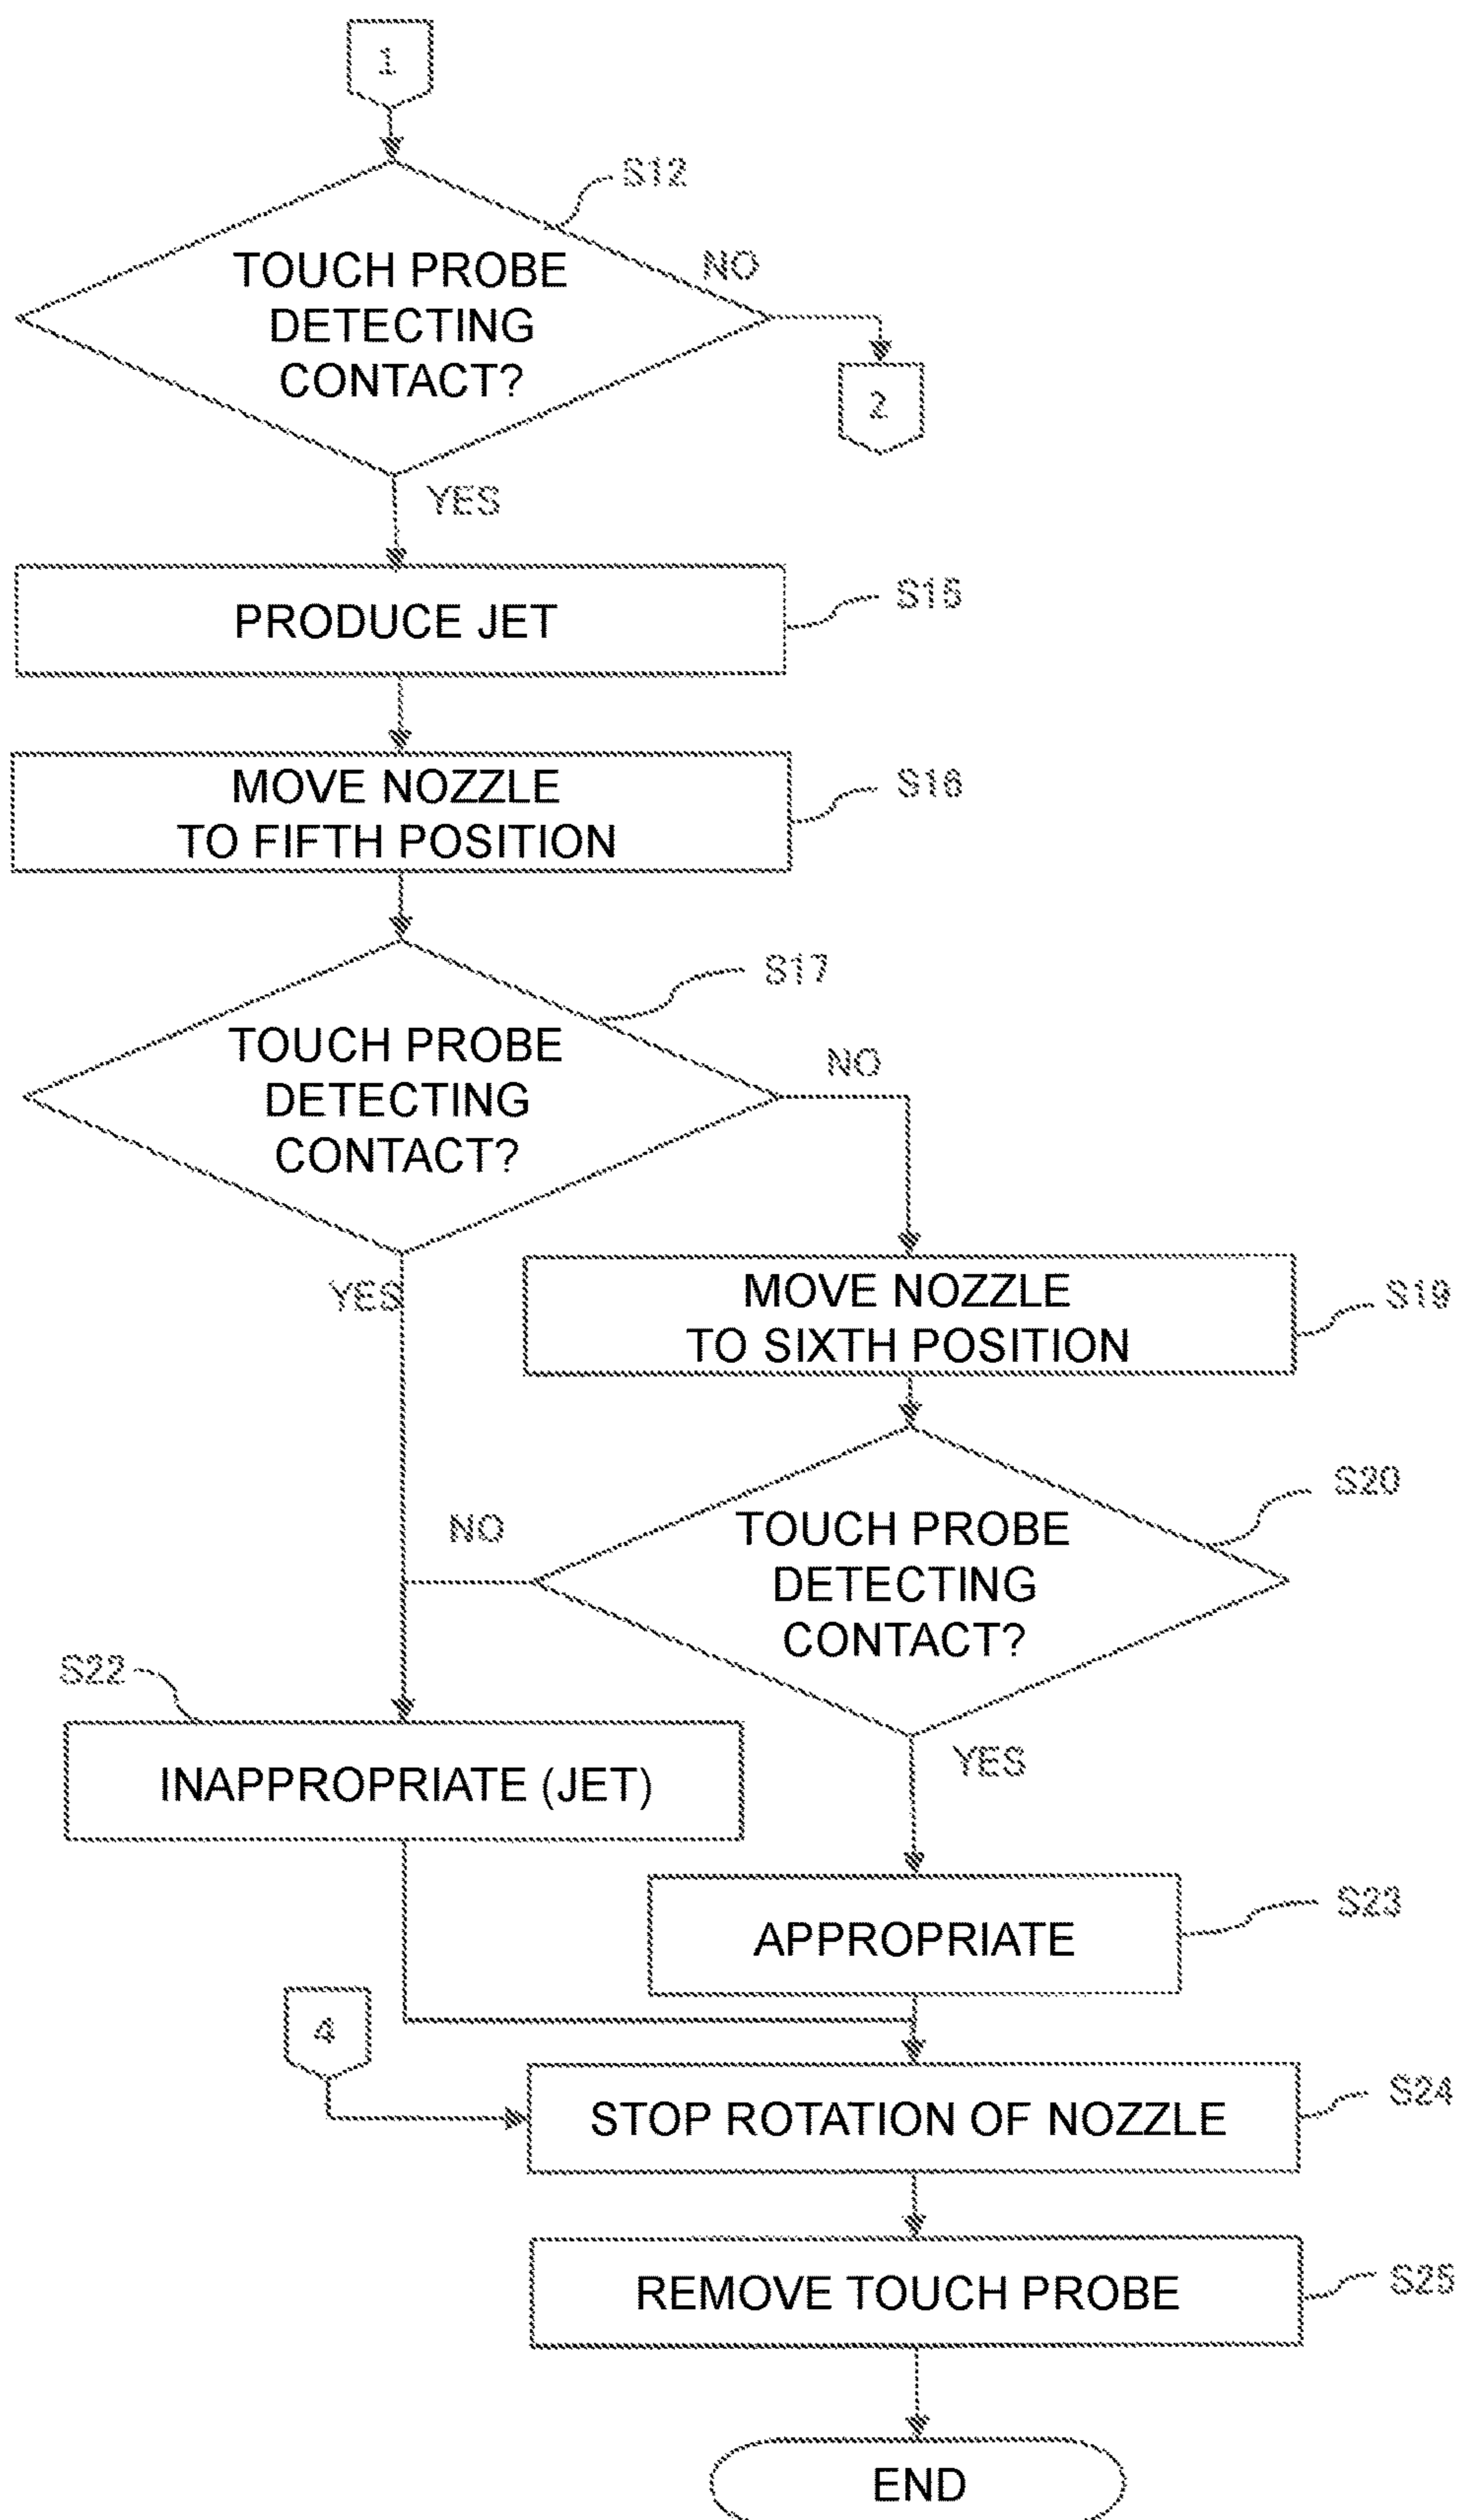 1
S12
TOUCH PROBE
DETECTING
CONTACT?
NO
2
YES
PRODUCE JET
S15
MOVE NOZZLE
TO FIFTH POSITION
S16
S17
TOUCH PROBE
DETECTING
CONTACT?
NO
YES
MOVE NOZZLE
TO SIXTH POSITION
S19
S20
TOUCH PROBE
DETECTING
CONTACT?
NO
YES
S22
INAPPROPRIATE (JET)
APPROPRIATE
S23
4
STOP ROTATION OF NOZZLE
S24
REMOVE TOUCH PROBE
S25
END